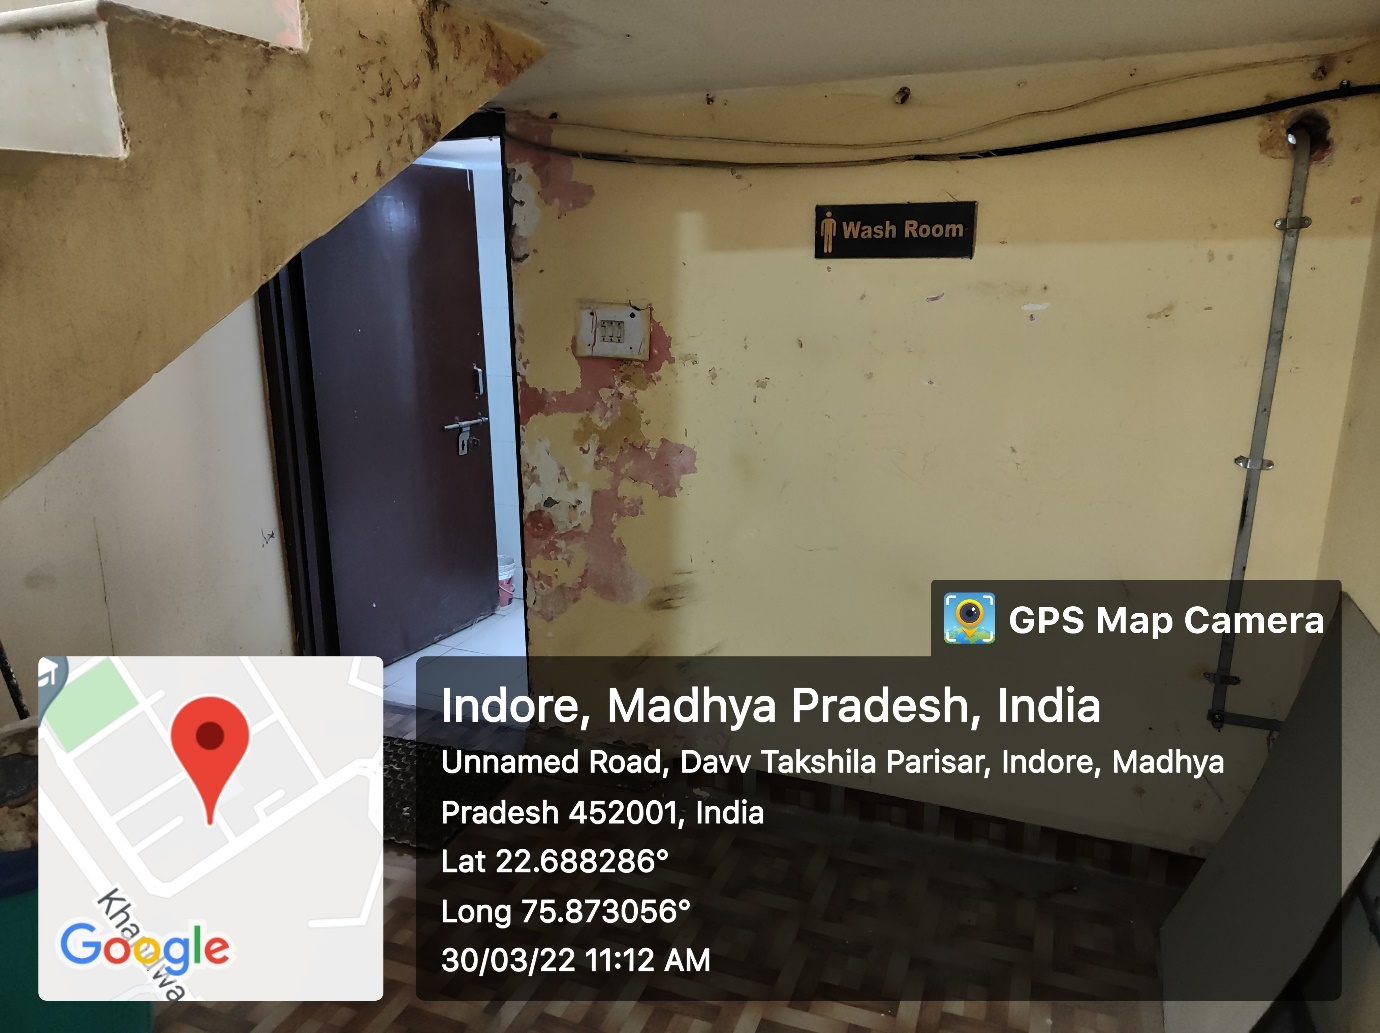 Wash Room
GPS Map Camera
Indore, Madhya Pradesh, India
Unnamed Road, Davv Takshila Parisar, Indore, Madhya
Pradesh 452001, India
Lat 22.688286°
Long 75.873056°
30/03/22 11:12 AM
Google